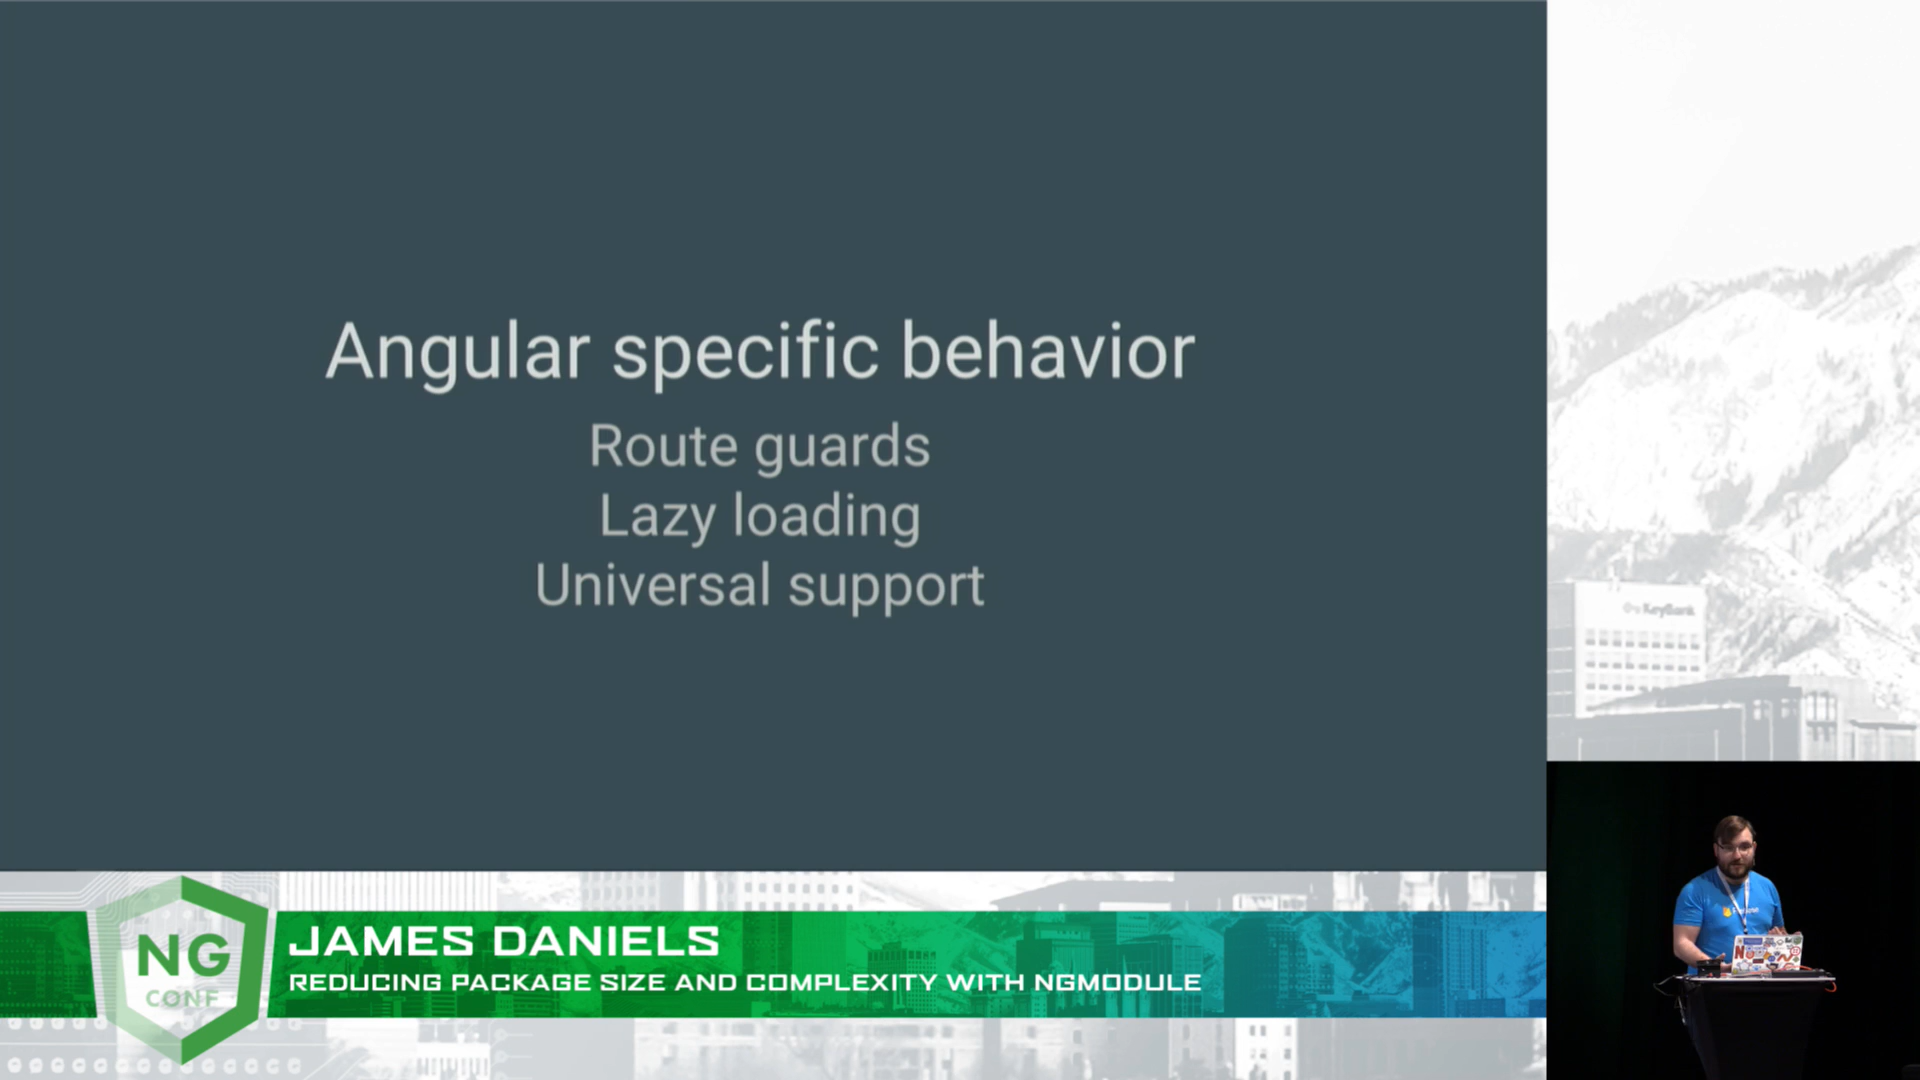 Angular specific behavior
Route guards
Lazy loading
Universal support
KeyBank
NG
CONF
JAMES DANIELS
REDUCING PACKAGE SIZE AND COMPLEXITY WITH NGMODULE